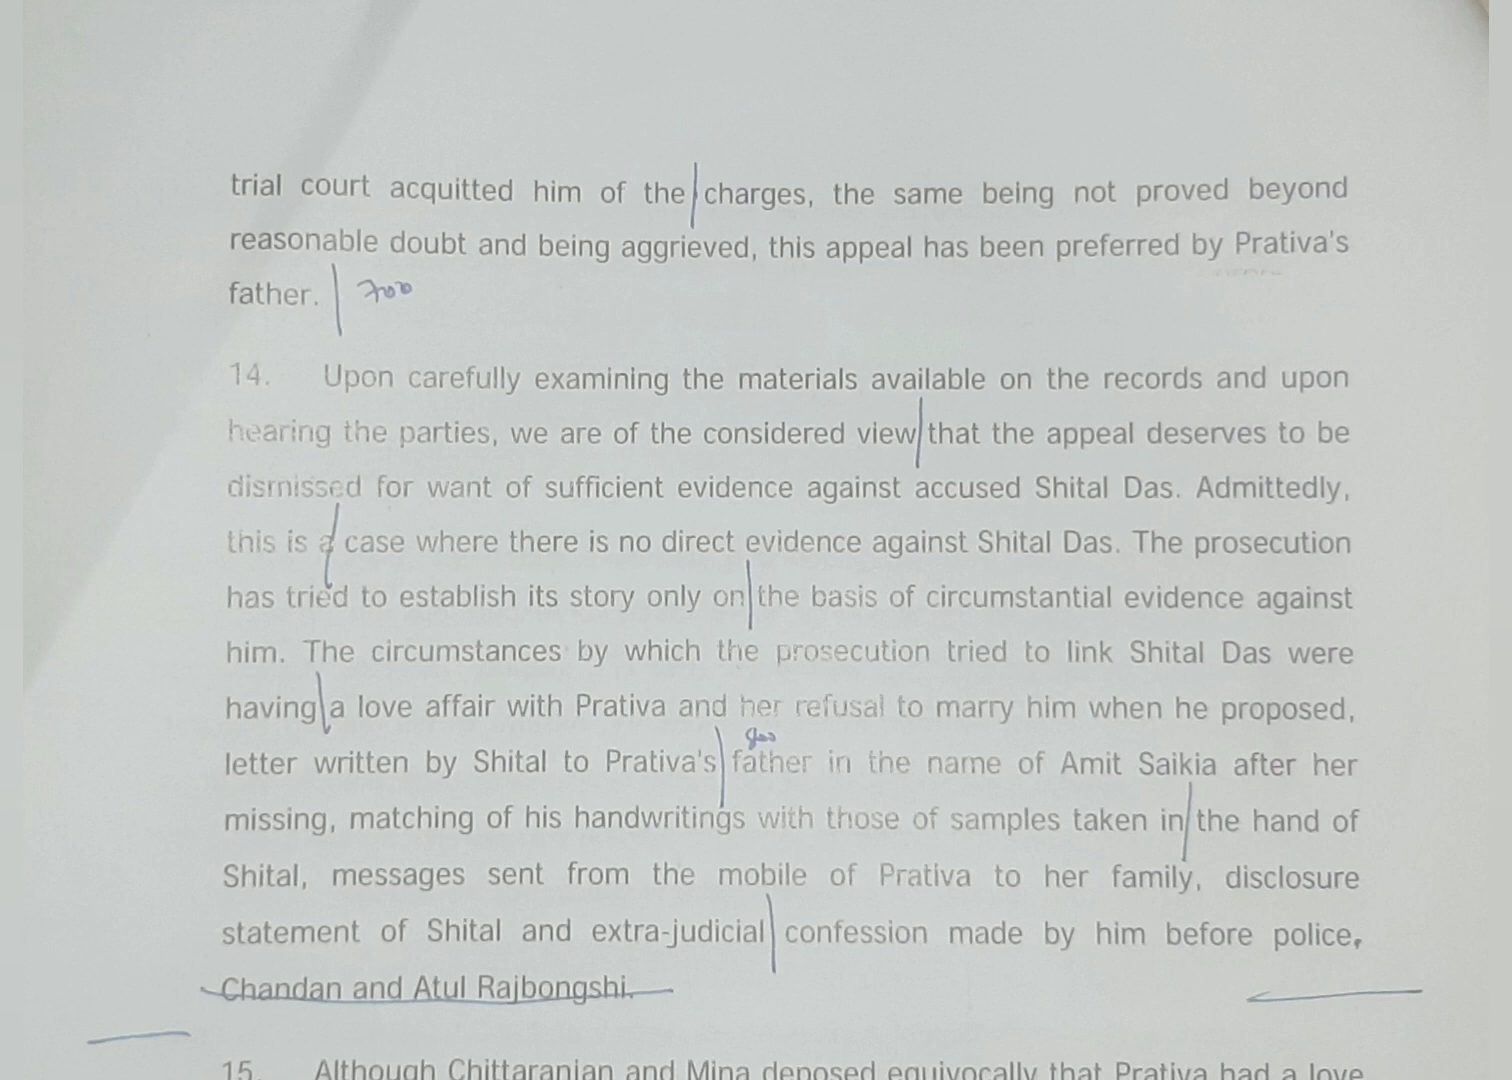 trial court acquitted him of the charges, the same being not proved beyond
reasonable doubt and being aggrieved, this appeal has been preferred by Prativa's
father. 700
14. Upon carefully examining the materials available on the records and upon
hearing the parties, we are of the considered view that the appeal deserves to be
disrnissed for want of sufficient evidence against accused Shital Das. Admittedly,
this is a case where there is no direct evidence against Shital Das. The prosecution
has tried to establish its story only on the basis of circumstantial evidence against
him. The circumstances by which the prosecution tried to link Shital Das were
having a love affair with Prativa and her refusal to marry him when he proposed,
letter written by Shital to Prativa's father in the name of Amit Saikia after her
missing, matching of his handwritings with those of samples taken in the hand of
Shital, messages sent from the mobile of Prativa to her family, disclosure
statement of Shital and extra-judicial confession made by him before police,
Chandan and Atul Rajbongshi.
15. Although Chittaranjan and Mina deposed equivocally that Prativa had a love